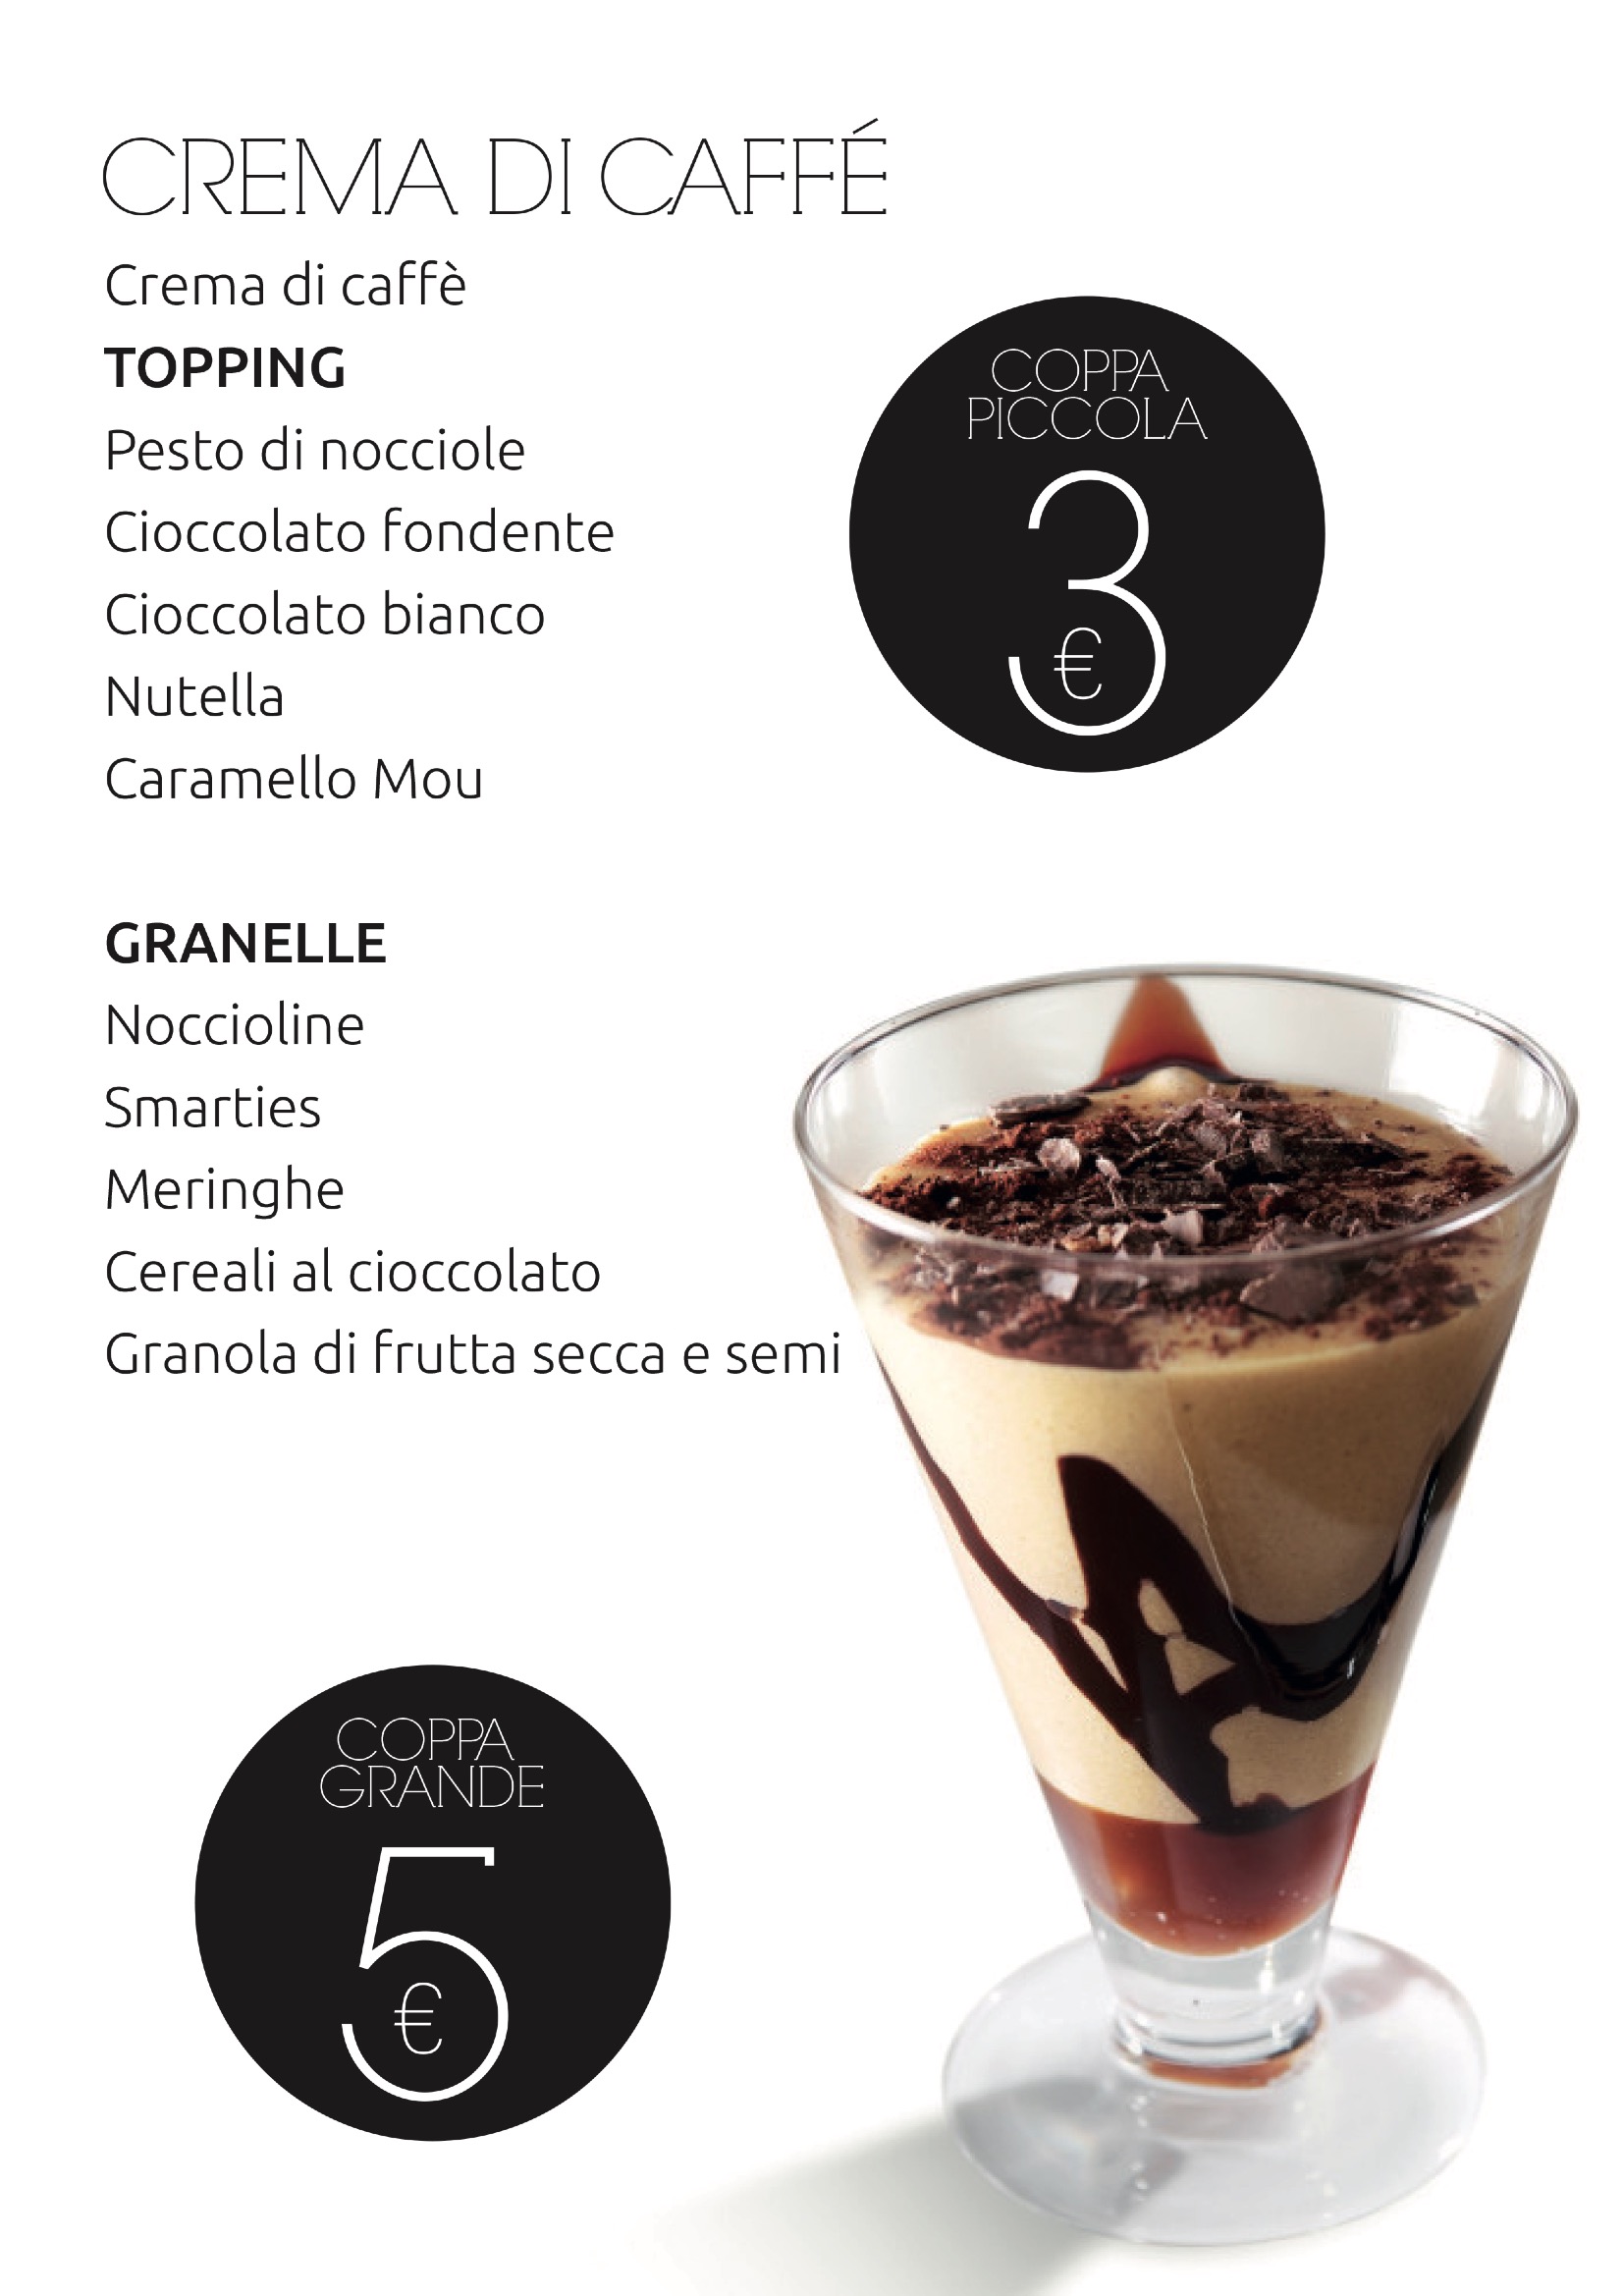 CREMA DI CAFFÉ
Crema di caffè
TOPPING
Pesto di nocciole
Cioccolato fondente
Cioccolato bianco
Nutella
Caramello Mou
COPPA
PICCOLA
3
€
GRANELLE
Noccioline
Smarties
Meringhe
Cereali al cioccolato
Granola di frutta secca e semi
COPPA
GRANDE
5
€